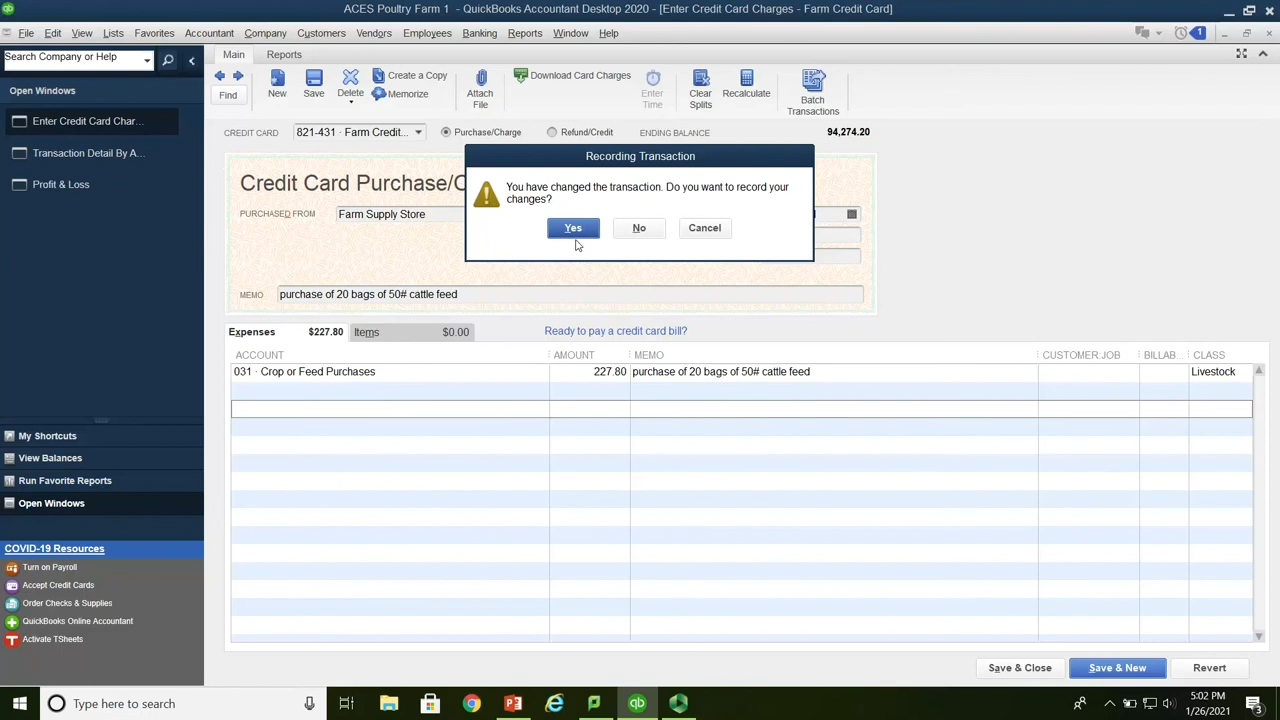 ACES Poultry Farm 1 - QuickBooks Accountant Desktop 2020 - [Enter Credit Card Charges - Farm Credit Card]
File Edit View Lists Favorites Accountant Company Customers Vendors Employees Banking Reports Window Help
1
Search Company or Help
Main Reports
Find
New
Save
Delete
Create a Copy
Memorize
Attach
File
Download Card Charges
Enter
Time
Clear
Splits
Recalculate
Batch
Transactions
Open Windows
Enter Credit Card Char...
Transaction Detail By A...
Profit & Loss
CREDIT CARD 821-431 · Farm Credit... Purchase/Charge Refund/Credit ENDING BALANCE 94,274.20
Credit Card Purchase/C
PURCHASED FROM Farm Supply Store
MEMO purchase of 20 bags of 50# cattle feed
Recording Transaction
You have changed the transaction. Do you want to record your
changes?
Yes No Cancel
Expenses $227.80 Items $0.00 Ready to pay a credit card bill?
ACCOUNT AMOUNT MEMO CUSTOMER:JOB BILLAB... CLASS
031 · Crop or Feed Purchases 227.80 purchase of 20 bags of 50# cattle feed Livestock
My Shortcuts
View Balances
Run Favorite Reports
Open Windows
COVID-19 Resources
Turn on Payroll
Accept Credit Cards
Order Checks & Supplies
QuickBooks Online Accountant
Activate TSheets
Save & Close Save & New Revert
Type here to search
qb
5:02 PM
1/26/2021
3